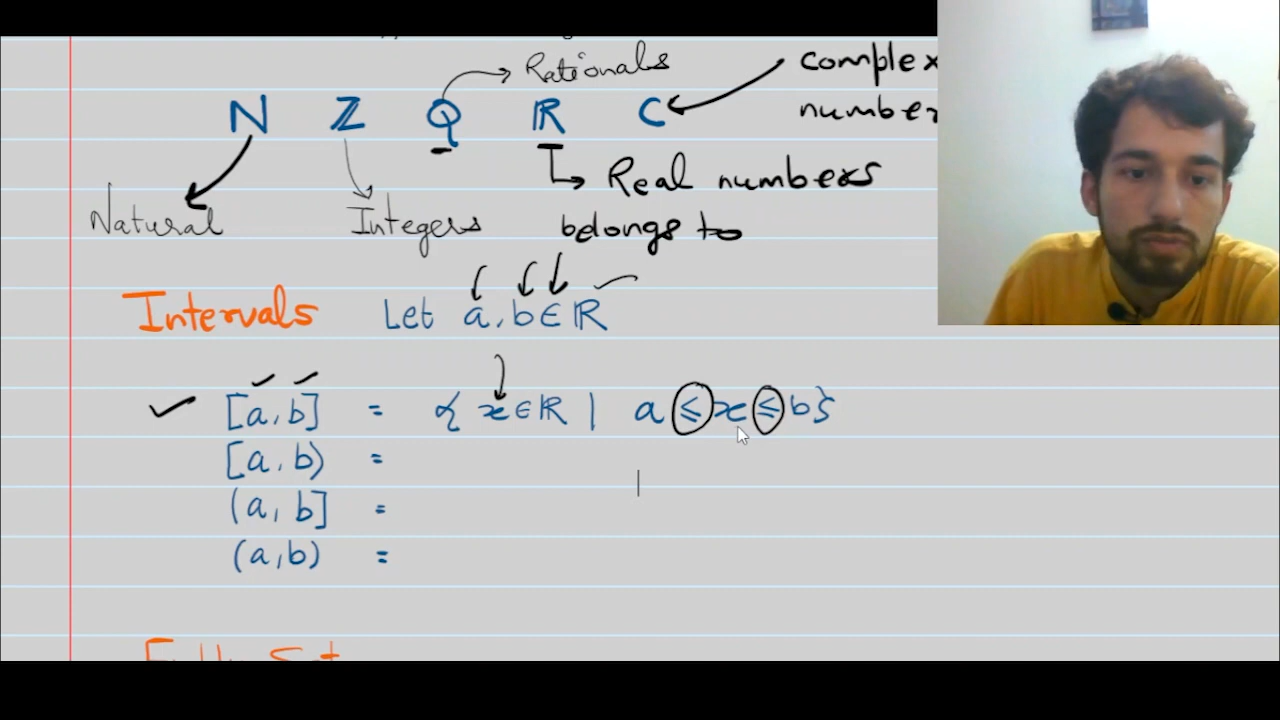 Rationals
complex
N Z Q R C
number
Real numbers
Natural
Integers
belongs to
Intervals Let a, b ∈ ℝ
[a, b] = { x ∈ ℝ | a ≤ x ≤ b}
[a, b) =
(a, b] =
(a, b) =